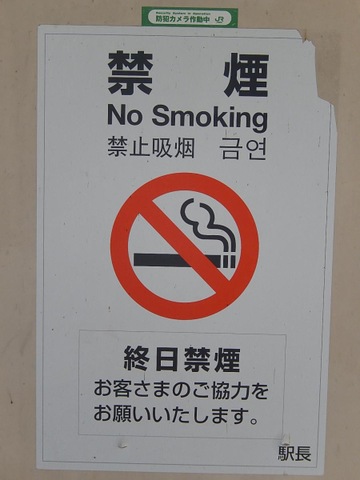 防犯カメラ作動中 JR
禁煙
No Smoking
禁止吸烟 금연
終日禁煙
お客さまのご協力を
お願いいたします。
駅長